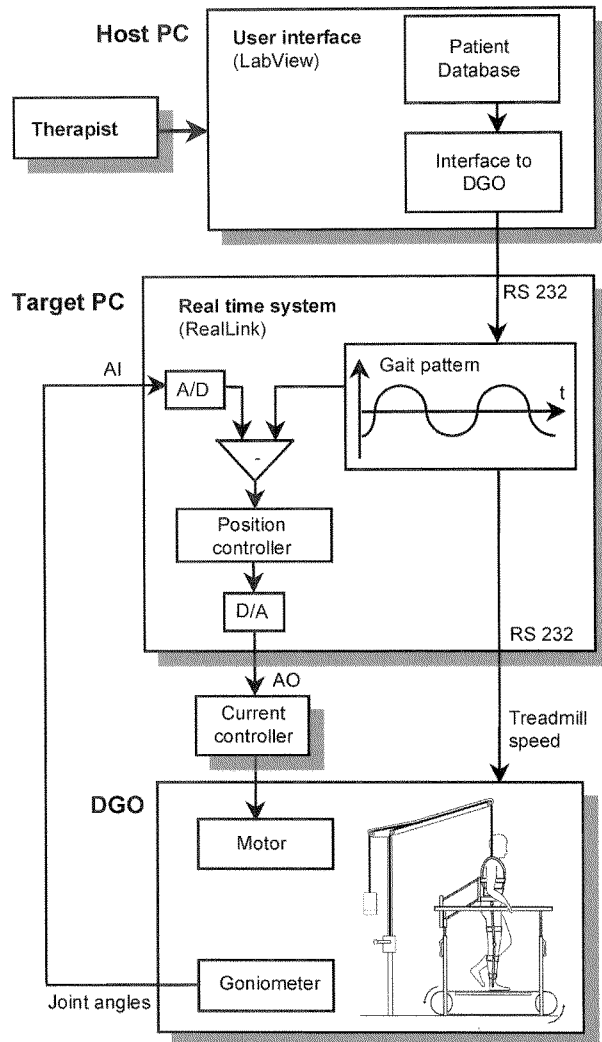 Host PC
User interface
(LabView)
Patient
Database
Therapist
Interface to
DGO
RS 232
Target PC
Real time system
(RealLink)
AI
A/D
Gait pattern
t
-
Position
controller
D/A
RS 232
AO
Current
controller
Treadmill
speed
DGO
Motor
Goniometer
Joint angles